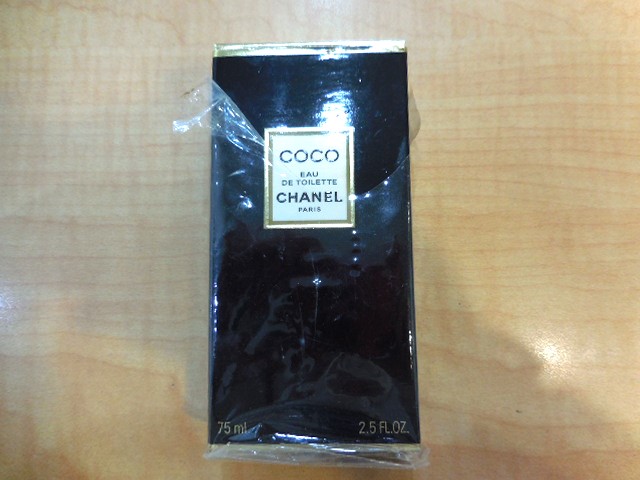 COCO
EAU
DE TOILETTE
CHANEL
PARIS
75 ml 2.5 FL.OZ.